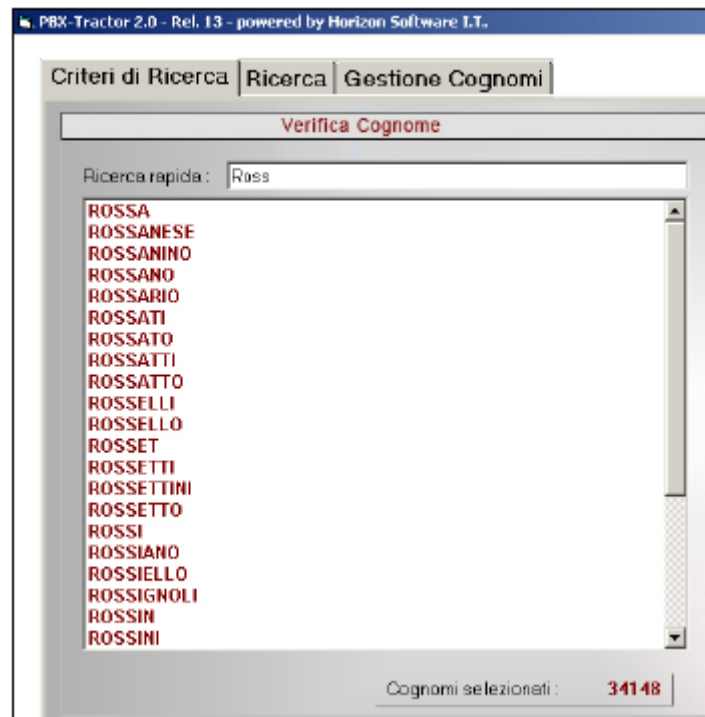 PBX-Tractor 2.0 - Rel. 13 - powered by Horizon Software I.T..
Criteri di Ricerca Ricerca Gestione Cognomi
Verifica Cognome
Ricerca rapida : Ross
ROSSA
ROSSANESE
ROSSANINO
ROSSANO
ROSSARIO
ROSSATI
ROSSATO
ROSSATTI
ROSSATTO
ROSSELLI
ROSSELLO
ROSSET
ROSSETTI
ROSSETTINI
ROSSETTO
ROSSI
ROSSIANO
ROSSIELLO
ROSSIGNOLI
ROSSIN
ROSSINI
Cognomi selezionati : 34148